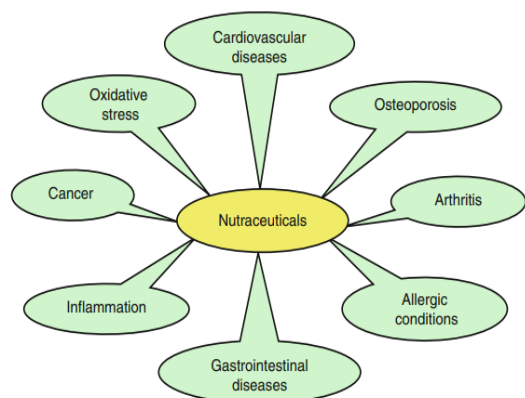 Cardiovascular
diseases
Oxidative
stress
Osteoporosis
Cancer
Nutraceuticals
Arthritis
Inflammation
Allergic
conditions
Gastrointestinal
diseases